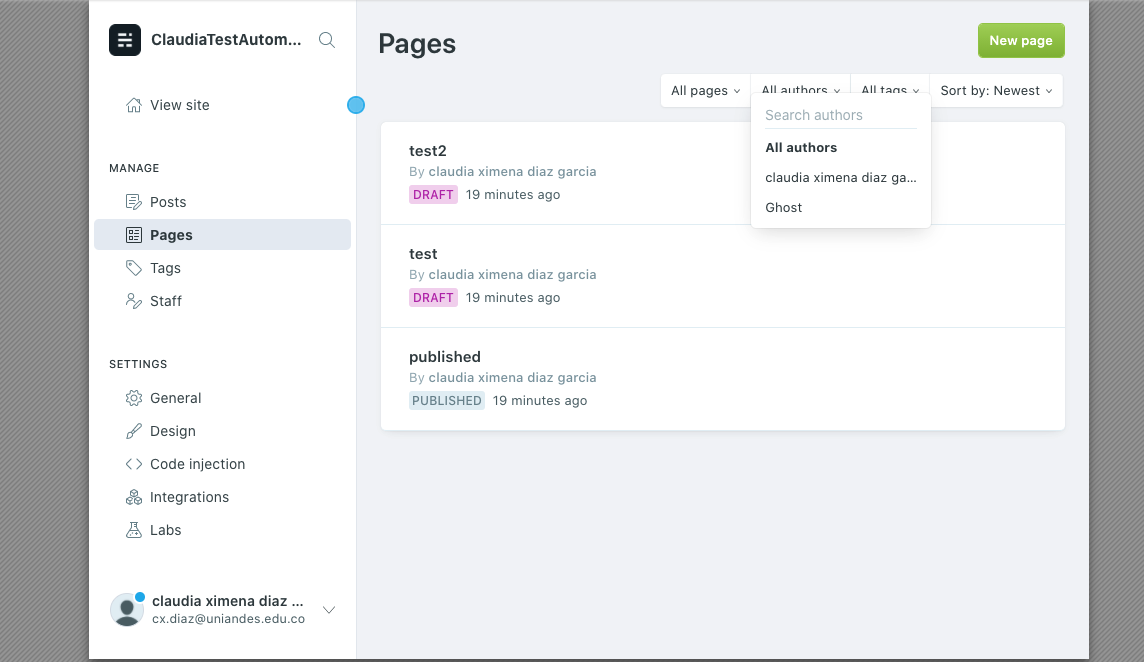 ClaudiaTestAutom...
View site
MANAGE
Posts
Pages
Tags
Staff
SETTINGS
General
Design
Code injection
Integrations
Labs
claudia ximena diaz ...
cx.diaz@uniandes.edu.co
Pages
New page
All pages
All authors
All tags
Sort by: Newest
Search authors
All authors
claudia ximena diaz ga...
Ghost
test2
By claudia ximena diaz garcia
DRAFT 19 minutes ago
test
By claudia ximena diaz garcia
DRAFT 19 minutes ago
published
By claudia ximena diaz garcia
PUBLISHED 19 minutes ago